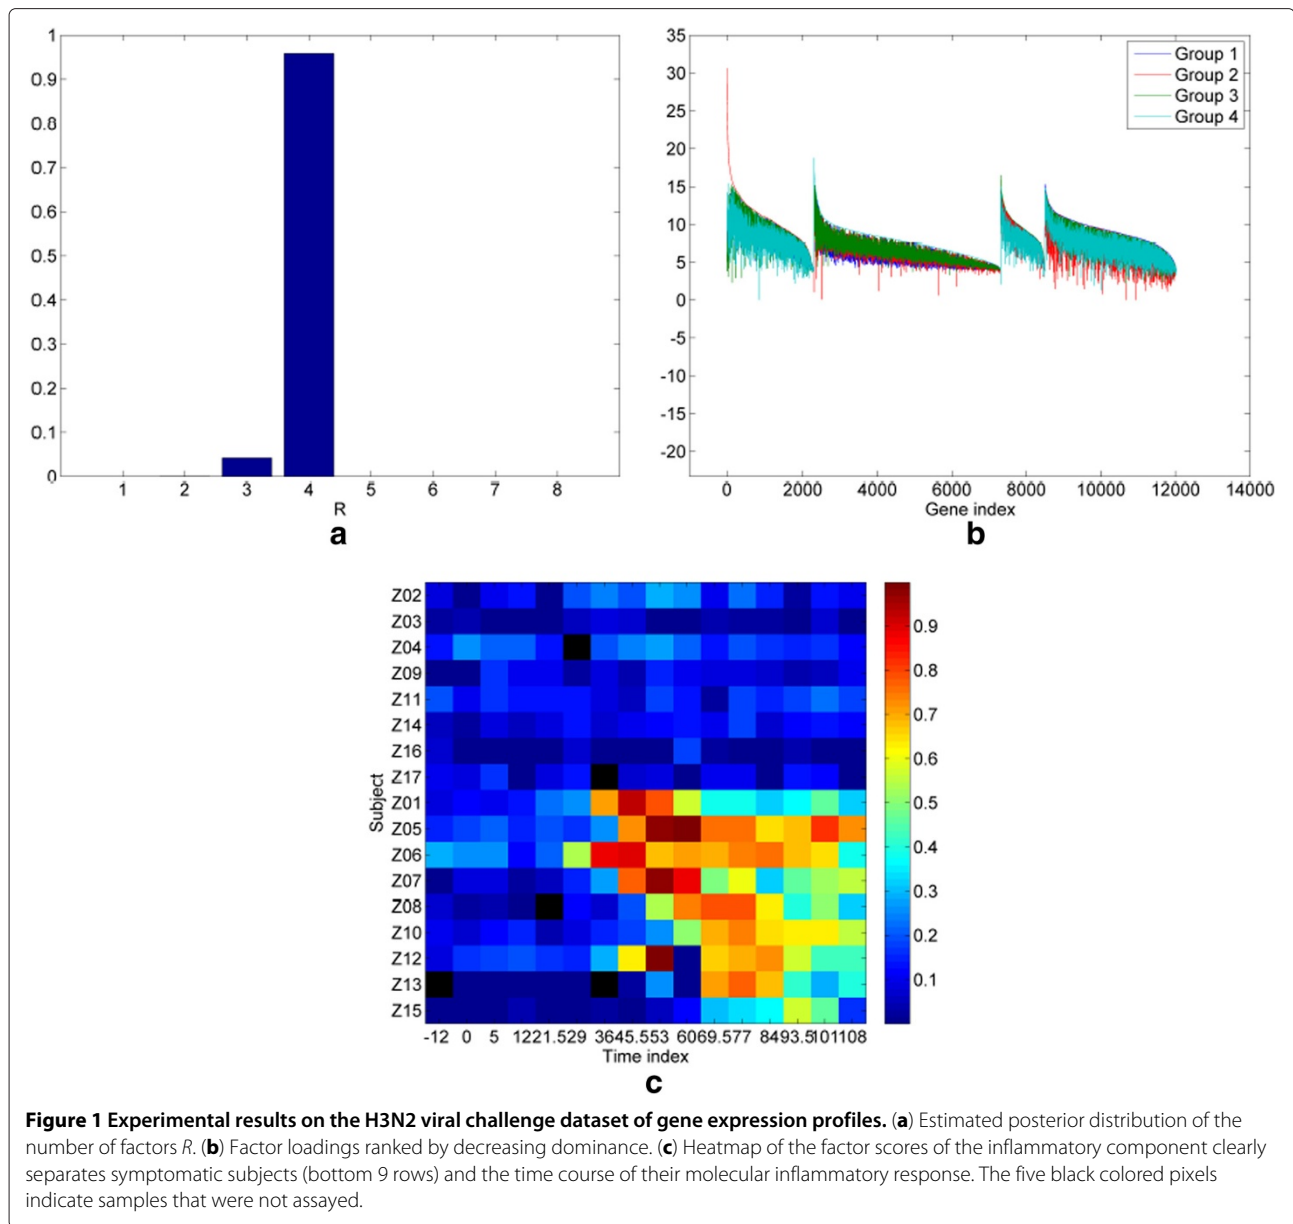 1
0.9
0.8
0.7
0.6
0.5
0.4
0.3
0.2
0.1
0
1 2 3 4 5 6 7 8
R
a
35
30
25
20
15
10
5
0
-5
-10
-15
-20
Group 1
Group 2
Group 3
Group 4
0 2000 4000 6000 8000 10000 12000 14000
Gene index
b
Subject
Z02
Z03
Z04
Z09
Z11
Z14
Z16
Z17
Z01
Z05
Z06
Z07
Z08
Z10
Z12
Z13
Z15
-12 0 5 1221.529 3645.553 6069.577 8493.5101108
Time index
0.9
0.8
0.7
0.6
0.5
0.4
0.3
0.2
0.1
c
Figure 1 Experimental results on the H3N2 viral challenge dataset of gene expression profiles. (a) Estimated posterior distribution of the
number of factors R. (b) Factor loadings ranked by decreasing dominance. (c) Heatmap of the factor scores of the inflammatory component clearly
separates symptomatic subjects (bottom 9 rows) and the time course of their molecular inflammatory response. The five black colored pixels
indicate samples that were not assayed.